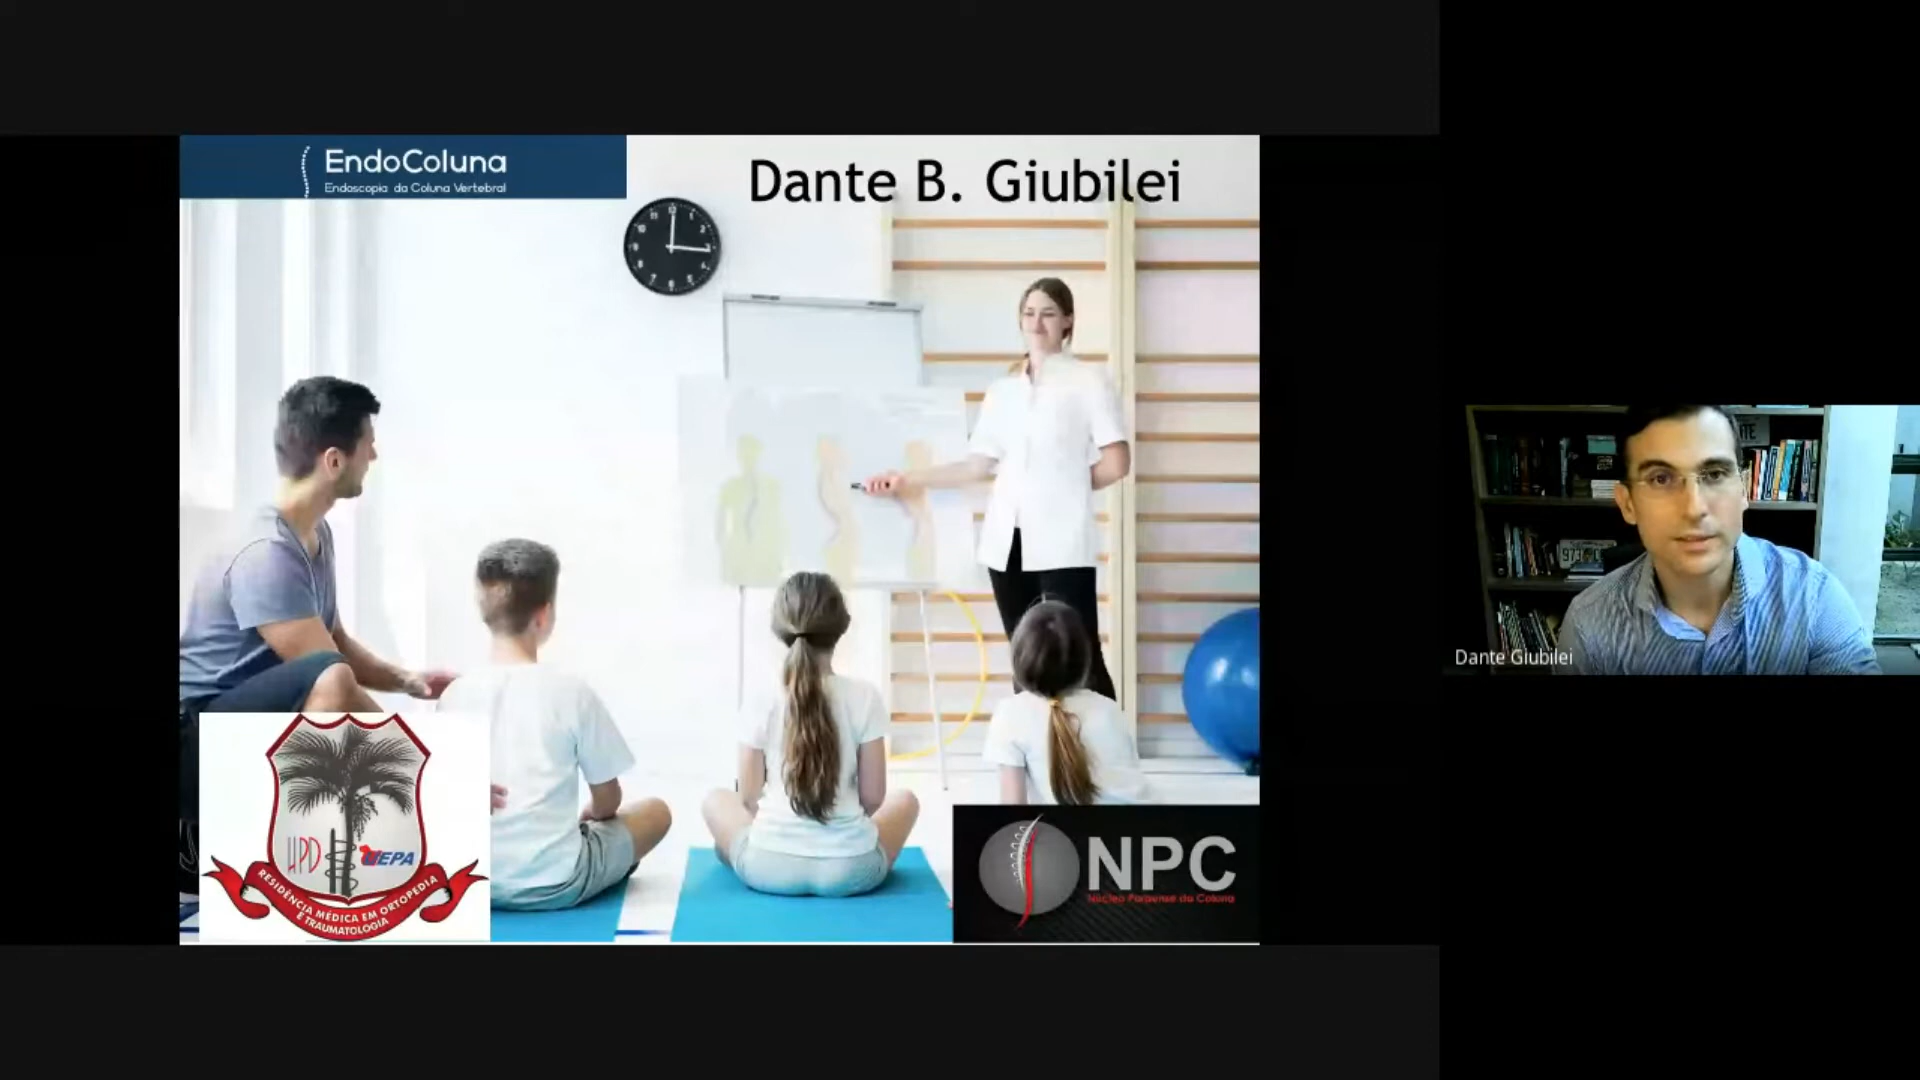 EndoColuna
Endoscopia da Coluna Vertebral
Dante B. Giubilei
HPD
UEPA
RESIDÊNCIA MÉDICA EM ORTOPEDIA
E TRAUMATOLOGIA
NPC
Núcleo Paraense da Coluna
Dante Giubilei